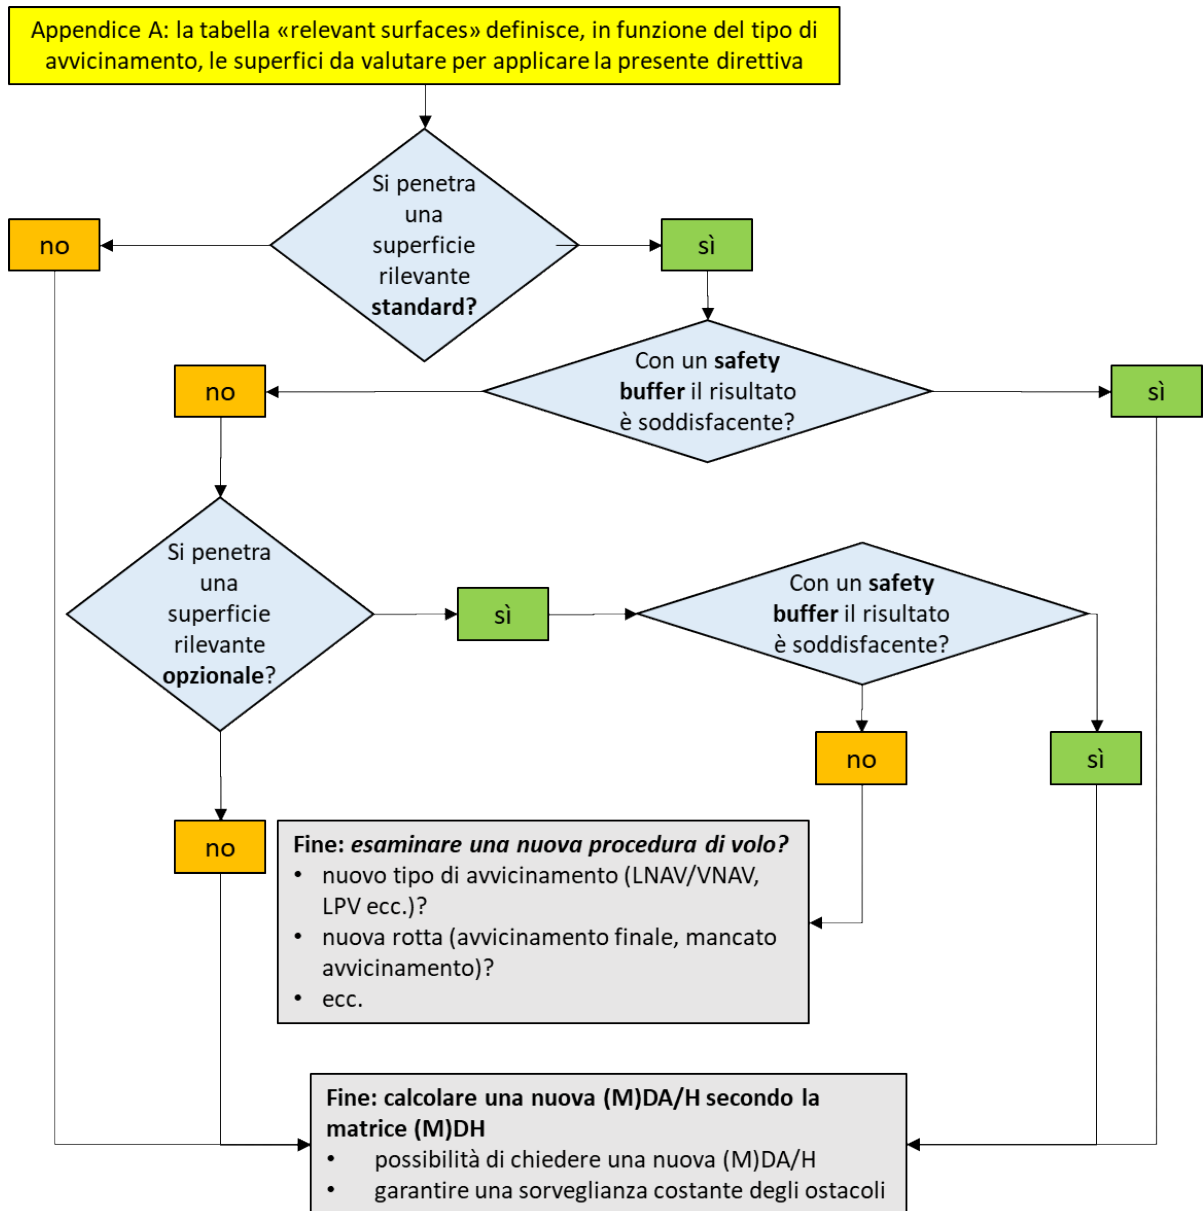 Appendice A: la tabella «relevant surfaces» definisce, in funzione del tipo di
avvicinamento, le superfici da valutare per applicare la presente direttiva
Si penetra
una
superficie
rilevante
standard?
no
sì
Con un safety
buffer il risultato
è soddisfacente?
no
sì
Si penetra
una
superficie
rilevante
opzionale?
sì
Con un safety
buffer il risultato
è soddisfacente?
no
sì
no
Fine: esaminare una nuova procedura di volo?
• nuovo tipo di avvicinamento (LNAV/VNAV,
LPV ecc.)?
• nuova rotta (avvicinamento finale, mancato
avvicinamento)?
• ecc.
Fine: calcolare una nuova (M)DA/H secondo la
matrice (M)DH
• possibilità di chiedere una nuova (M)DA/H
• garantire una sorveglianza costante degli ostacoli